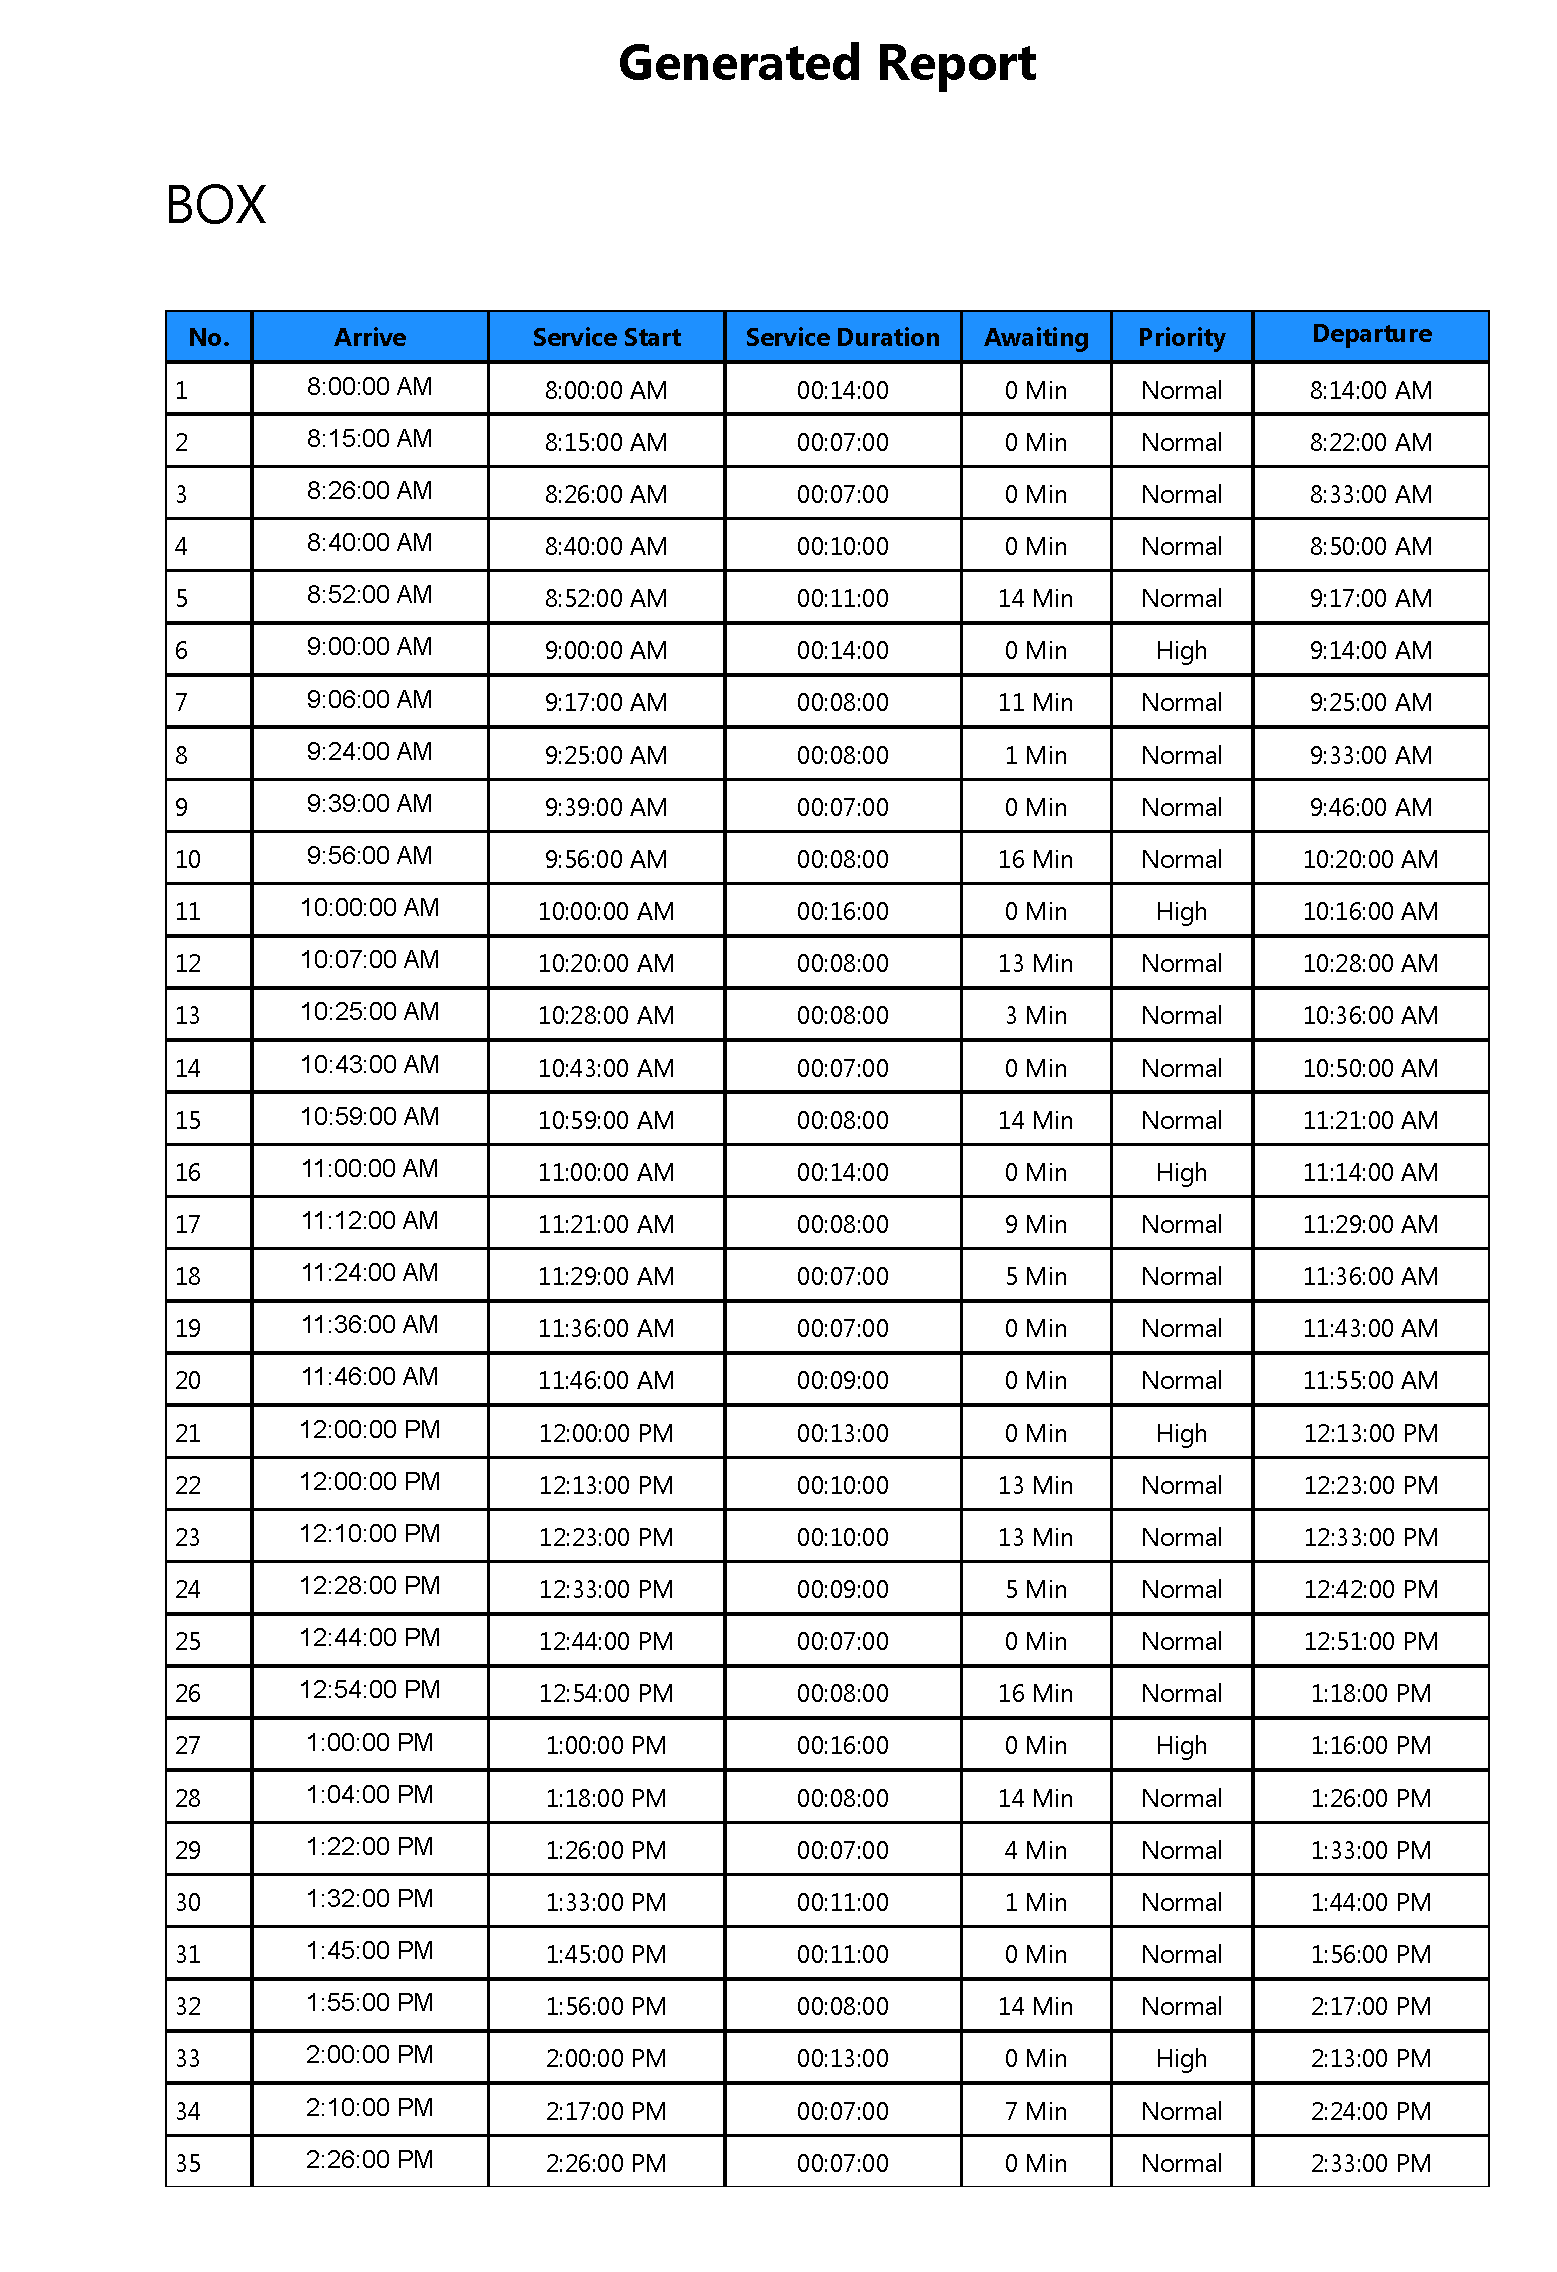 Generated Report
BOX
No. Arrive Service Start Service Duration Awaiting Priority Departure
1 8:00:00 AM 8:00:00 AM 00:14:00 0 Min Normal 8:14:00 AM
2 8:15:00 AM 8:15:00 AM 00:07:00 0 Min Normal 8:22:00 AM
3 8:26:00 AM 8:26:00 AM 00:07:00 0 Min Normal 8:33:00 AM
4 8:40:00 AM 8:40:00 AM 00:10:00 0 Min Normal 8:50:00 AM
5 8:52:00 AM 8:52:00 AM 00:11:00 14 Min Normal 9:17:00 AM
6 9:00:00 AM 9:00:00 AM 00:14:00 0 Min High 9:14:00 AM
7 9:06:00 AM 9:17:00 AM 00:08:00 11 Min Normal 9:25:00 AM
8 9:24:00 AM 9:25:00 AM 00:08:00 1 Min Normal 9:33:00 AM
9 9:39:00 AM 9:39:00 AM 00:07:00 0 Min Normal 9:46:00 AM
10 9:56:00 AM 9:56:00 AM 00:08:00 16 Min Normal 10:20:00 AM
11 10:00:00 AM 10:00:00 AM 00:16:00 0 Min High 10:16:00 AM
12 10:07:00 AM 10:20:00 AM 00:08:00 13 Min Normal 10:28:00 AM
13 10:25:00 AM 10:28:00 AM 00:08:00 3 Min Normal 10:36:00 AM
14 10:43:00 AM 10:43:00 AM 00:07:00 0 Min Normal 10:50:00 AM
15 10:59:00 AM 10:59:00 AM 00:08:00 14 Min Normal 11:21:00 AM
16 11:00:00 AM 11:00:00 AM 00:14:00 0 Min High 11:14:00 AM
17 11:12:00 AM 11:21:00 AM 00:08:00 9 Min Normal 11:29:00 AM
18 11:24:00 AM 11:29:00 AM 00:07:00 5 Min Normal 11:36:00 AM
19 11:36:00 AM 11:36:00 AM 00:07:00 0 Min Normal 11:43:00 AM
20 11:46:00 AM 11:46:00 AM 00:09:00 0 Min Normal 11:55:00 AM
21 12:00:00 PM 12:00:00 PM 00:13:00 0 Min High 12:13:00 PM
22 12:00:00 PM 12:13:00 PM 00:10:00 13 Min Normal 12:23:00 PM
23 12:10:00 PM 12:23:00 PM 00:10:00 13 Min Normal 12:33:00 PM
24 12:28:00 PM 12:33:00 PM 00:09:00 5 Min Normal 12:42:00 PM
25 12:44:00 PM 12:44:00 PM 00:07:00 0 Min Normal 12:51:00 PM
26 12:54:00 PM 12:54:00 PM 00:08:00 16 Min Normal 1:18:00 PM
27 1:00:00 PM 1:00:00 PM 00:16:00 0 Min High 1:16:00 PM
28 1:04:00 PM 1:18:00 PM 00:08:00 14 Min Normal 1:26:00 PM
29 1:22:00 PM 1:26:00 PM 00:07:00 4 Min Normal 1:33:00 PM
30 1:32:00 PM 1:33:00 PM 00:11:00 1 Min Normal 1:44:00 PM
31 1:45:00 PM 1:45:00 PM 00:11:00 0 Min Normal 1:56:00 PM
32 1:55:00 PM 1:56:00 PM 00:08:00 14 Min Normal 2:17:00 PM
33 2:00:00 PM 2:00:00 PM 00:13:00 0 Min High 2:13:00 PM
34 2:10:00 PM 2:17:00 PM 00:07:00 7 Min Normal 2:24:00 PM
35 2:26:00 PM 2:26:00 PM 00:07:00 0 Min Normal 2:33:00 PM